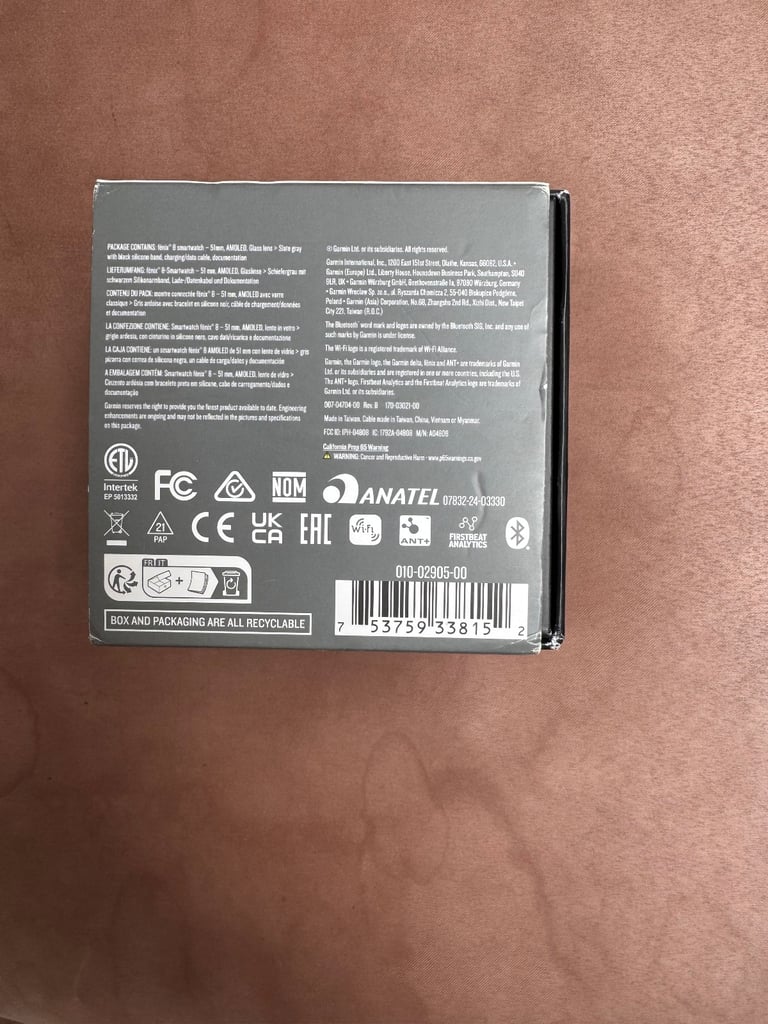 PACKAGE CONTAINS: fēnix® 8 smartwatch – 51mm, AMOLED, Glass lens > Slate gray
with black silicone band, charging/data cable, documentation
LIEFERUMFANG: fēnix® 8-Smartwatch – 51 mm, AMOLED, Glaslinse > Schiefergrau mit
schwarzem Silikonarmband, Lade-/Datenkabel und Dokumentation
CONTENU DU PACK: montre connectée fēnix® 8 – 51 mm, AMOLED avec verre
classique > Gris ardoise avec bracelet en silicone noir, câble de chargement/données
et documentation
LA CONFEZIONE CONTIENE: Smartwatch fēnix® 8 – 51 mm, AMOLED, lente in vetro >
grigio ardesia, con cinturino in silicone nero, cavo dati/ricarica e documentazione
LA CAJA CONTIENE: un smartwatch fēnix® 8 AMOLED de 51 mm con lente de vidrio > gris
pizarra con correa de silicona negra, un cable de carga/datos y documentación
A EMBALAGEM CONTÉM: Smartwatch fēnix® 8 – 51 mm, AMOLED, lente de vidro >
Cinzento ardósia com bracelete preta em silicone, cabo de carregamento/dados e
documentação
Garmin reserves the right to provide you the finest product available to date. Engineering
enhancements are ongoing and may not be reflected in the pictures and specifications
on this package.
© Garmin Ltd. or its subsidiaries. All rights reserved.
Garmin International, Inc., 1200 East 151st Street, Olathe, Kansas, 66062, U.S.A. •
Garmin (Europe) Ltd., Liberty House, Hounsdown Business Park, Southampton, SO40
9LR, UK • Garmin Würzburg GmbH, Beethovenstraße 1a, 97080 Würzburg, Germany
• Garmin Wrocław Sp. z o.o., ul. Ryszarda Chomicza 2, 55-040 Biskupice Podgórne,
Poland • Garmin (Asia) Corporation, No.68, Zhangshu 2nd Rd., Xizhi Dist., New Taipei
City 221, Taiwan (R.O.C.)
The Bluetooth® word mark and logos are owned by the Bluetooth SIG, Inc. and any use of
such marks by Garmin is under license.
The Wi-Fi logo is a registered trademark of Wi-Fi Alliance.
Garmin, the Garmin logo, the Garmin delta, fēnix and ANT+ are trademarks of Garmin
Ltd. or its subsidiaries and are registered in one or more countries, including the U.S.
The ANT+ logo, Firstbeat Analytics and the Firstbeat Analytics logo are trademarks of
Garmin Ltd. or its subsidiaries.
007-04704-00 Rev. B 170-03021-00
Made in Taiwan. Cable made in Taiwan, China, Vietnam or Myanmar.
FCC ID: IPH-04908 IC: 1792A-04908 M/N: A04908
California Prop 65 Warning
WARNING: Cancer and Reproductive Harm - www.p65warnings.ca.gov
ETL
Intertek
EP 5013332
FC
NOM
ANATEL 07832-24-03330
21
PAP
CE
UK
CA
EAC
Wi-Fi
ANT+
FIRSTBEAT
ANALYTICS
FR IT
+
BOX AND PACKAGING ARE ALL RECYCLABLE
010-02905-00
7 53759 33815 2